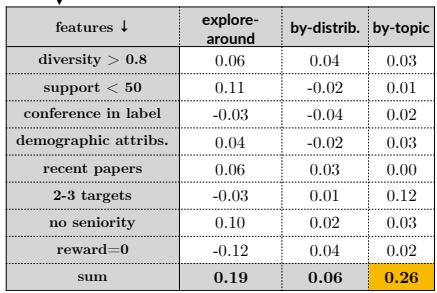 features ↓ explore-around by-distrib. by-topic
diversity > 0.8 0.06 0.04 0.03
support < 50 0.11 -0.02 0.01
conference in label -0.03 -0.04 0.02
demographic attribs. 0.04 -0.02 0.03
recent papers 0.06 0.03 0.00
2-3 targets -0.03 0.01 0.12
no seniority 0.10 0.02 0.03
reward=0 -0.12 0.04 0.02
sum 0.19 0.06 0.26